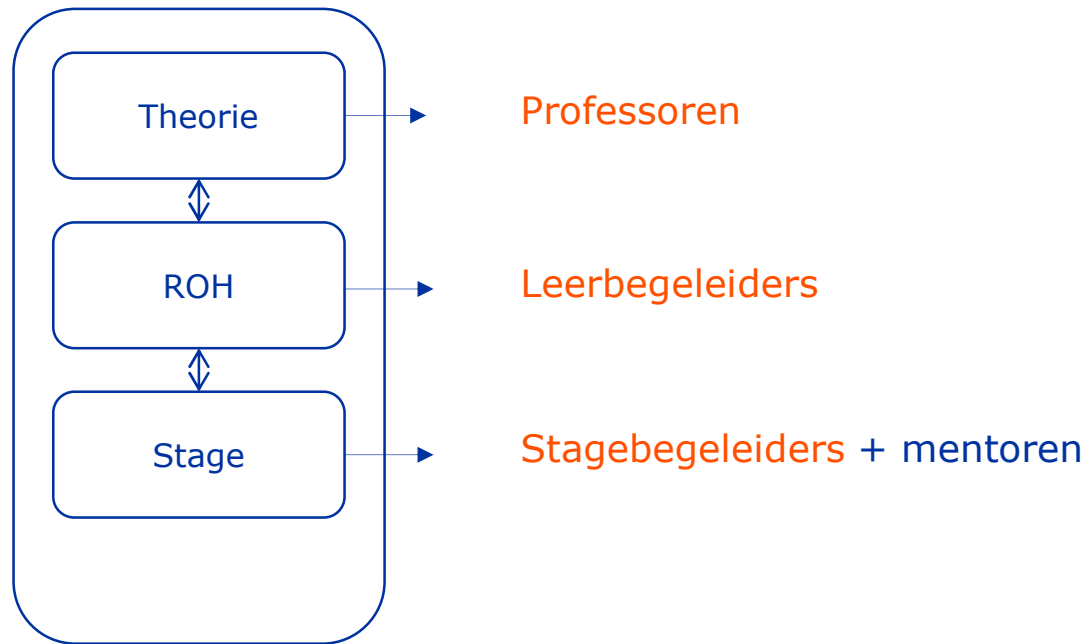 Theorie
Professoren
ROH
Leerbegeleiders
Stage
Stagebegeleiders + mentoren